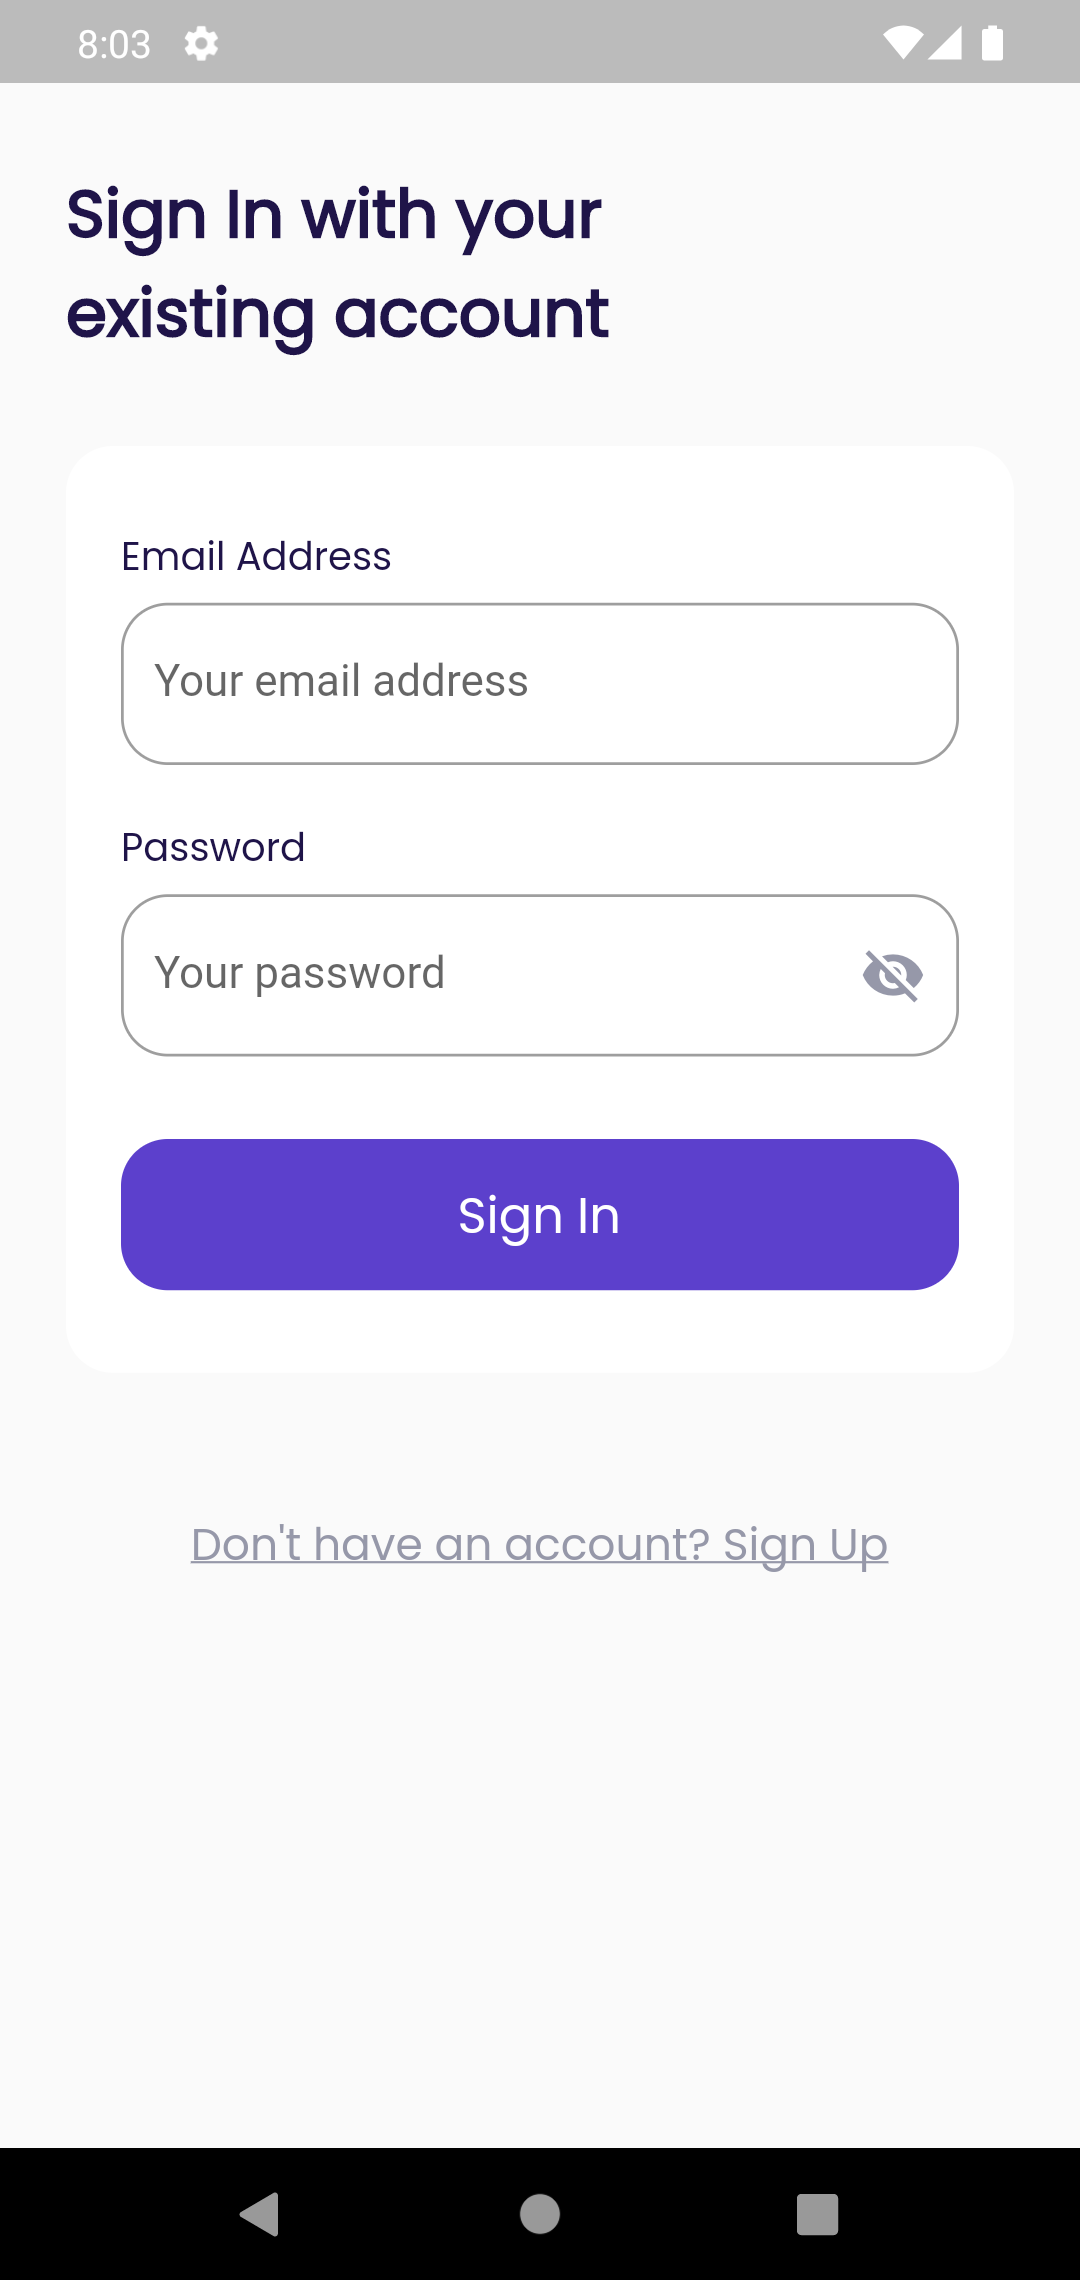 8:03
Sign In with your
existing account
Email Address
Your email address
Password
Your password
Sign In
Don't have an account? Sign Up